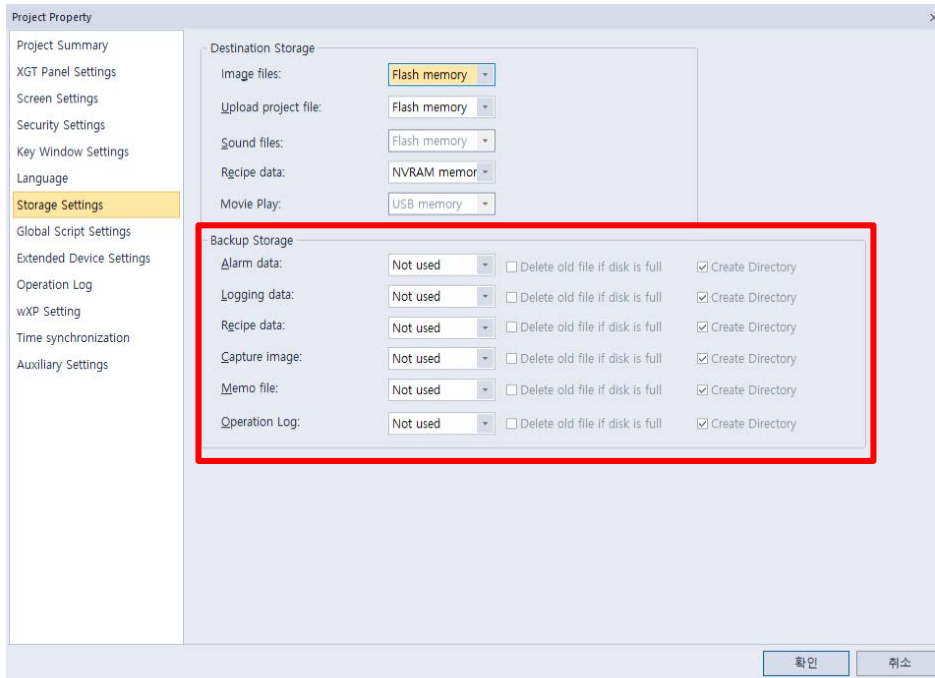 Project Property
Project Summary
XGT Panel Settings
Screen Settings
Security Settings
Key Window Settings
Language
Storage Settings
Global Script Settings
Extended Device Settings
Operation Log
wXP Setting
Time synchronization
Auxiliary Settings
Destination Storage
Image files: Flash memory
Upload project file: Flash memory
Sound files: Flash memory
Recipe data: NVRAM memor
Movie Play: USB memory
Backup Storage
Alarm data: Not used Delete old file if disk is full Create Directory
Logging data: Not used Delete old file if disk is full Create Directory
Recipe data: Not used Delete old file if disk is full Create Directory
Capture image: Not used Delete old file if disk is full Create Directory
Memo file: Not used Delete old file if disk is full Create Directory
Operation Log: Not used Delete old file if disk is full Create Directory
확인 취소